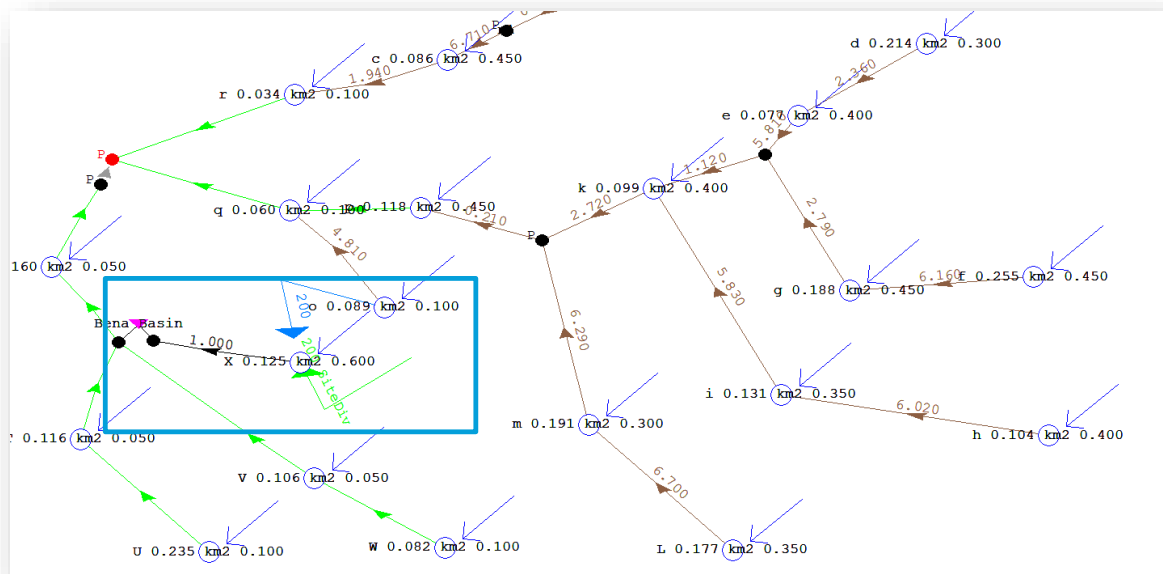 P
6.710
c 0.086 km2 0.450
d 0.214 km2 0.300
1.940
2.360
r 0.034 km2 0.100
e 0.077 km2 0.400
5.810
P
1.120
P
k 0.099 km2 0.400
2.720
q 0.060 km2 0.100
0.118 km2 0.450
.210
2.790
P
4.810
160 km2 0.050
6.160
f 0.255 km2 0.450
g 0.188 km2 0.450
5.830
o 0.089 km2 0.100
200
Bena Basin
6.290
1.000
X 0.125 km2 0.600
SiteDiv
i 0.131 km2 0.350
6.020
m 0.191 km2 0.300
h 0.104 km2 0.400
0.116 km2 0.050
V 0.106 km2 0.050
6.700
U 0.235 km2 0.100
W 0.082 km2 0.100
L 0.177 km2 0.350